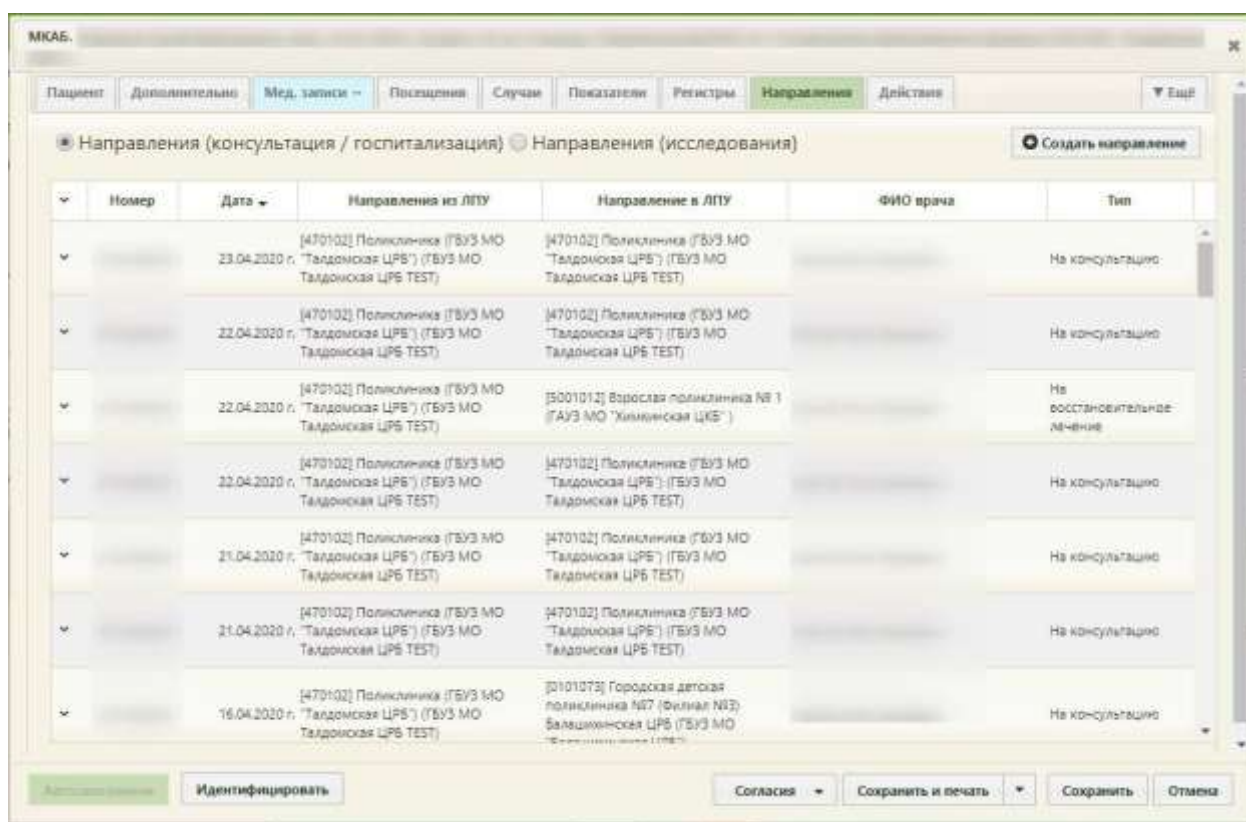 МКАБ.
Пациент Дополнительно Мед. записи Посещения Случаи Показатели Регистры Направления Действия ▼ Ещё
Направления (консультация / госпитализация) Направления (исследования) Создать направление
Номер Дата Направления из ЛПУ Направление в ЛПУ ФИО врача Тип
[470102] Поликлиника (ГБУЗ МО [470102] Поликлиника (ГБУЗ МО
23.04.2020 г. "Талдомская ЦРБ") (ГБУЗ МО "Талдомская ЦРБ") (ГБУЗ МО На консультацию
Талдомская ЦРБ TEST) Талдомская ЦРБ TEST)
[470102] Поликлиника (ГБУЗ МО [470102] Поликлиника (ГБУЗ МО
22.04.2020 г. "Талдомская ЦРБ") (ГБУЗ МО "Талдомская ЦРБ") (ГБУЗ МО На консультацию
Талдомская ЦРБ TEST) Талдомская ЦРБ TEST)
[470102] Поликлиника (ГБУЗ МО [5001012] Взрослая поликлиника № 1 На
22.04.2020 г. "Талдомская ЦРБ") (ГБУЗ МО (ГАУЗ МО "Химкинская ЦКБ" ) восстановительное
Талдомская ЦРБ TEST) лечение
[470102] Поликлиника (ГБУЗ МО [470102] Поликлиника (ГБУЗ МО
22.04.2020 г. "Талдомская ЦРБ") (ГБУЗ МО "Талдомская ЦРБ") (ГБУЗ МО На консультацию
Талдомская ЦРБ TEST) Талдомская ЦРБ TEST)
[470102] Поликлиника (ГБУЗ МО [470102] Поликлиника (ГБУЗ МО
21.04.2020 г. "Талдомская ЦРБ") (ГБУЗ МО "Талдомская ЦРБ") (ГБУЗ МО На консультацию
Талдомская ЦРБ TEST) Талдомская ЦРБ TEST)
[470102] Поликлиника (ГБУЗ МО [470102] Поликлиника (ГБУЗ МО
21.04.2020 г. "Талдомская ЦРБ") (ГБУЗ МО "Талдомская ЦРБ") (ГБУЗ МО На консультацию
Талдомская ЦРБ TEST) Талдомская ЦРБ TEST)
[470102] Поликлиника (ГБУЗ МО [0101073] Городская детская
16.04.2020 г. "Талдомская ЦРБ") (ГБУЗ МО поликлиника №7 (Филиал №3) На консультацию
Талдомская ЦРБ TEST) Балашихинская ЦРБ (ГБУЗ МО
Идентифицировать Согласия Сохранить и печать Сохранить Отмена